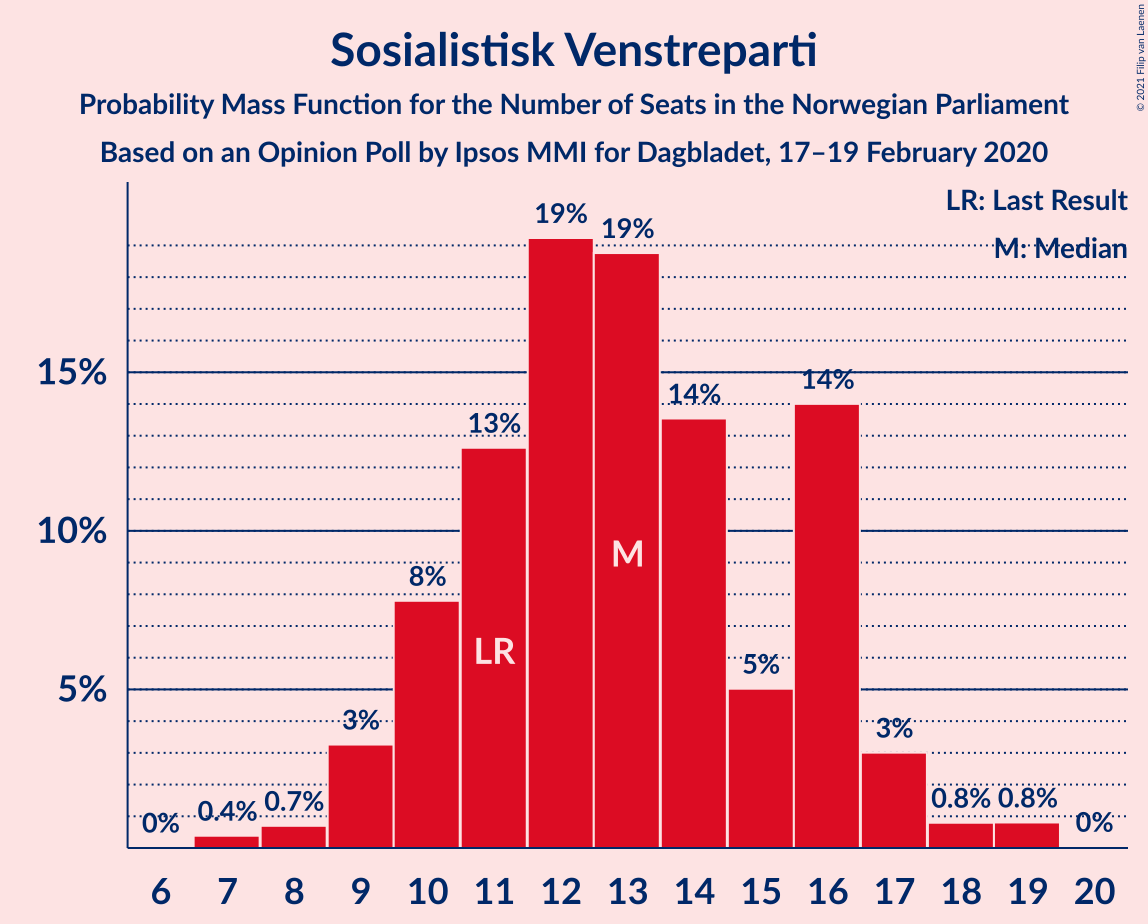 Sosialistisk Venstreparti
Probability Mass Function for the Number of Seats in the Norwegian Parliament
Based on an Opinion Poll by Ipsos MMI for Dagbladet, 17–19 February 2020
© 2021 Filip van Laenen
LR: Last Result
M: Median
19%
19%
15%
14%
14%
13%
10%
M
8%
LR
5%
5%
3%
3%
0%
0.4%
0.7%
0.8%
0.8%
0%
6 7 8 9 10 11 12 13 14 15 16 17 18 19 20